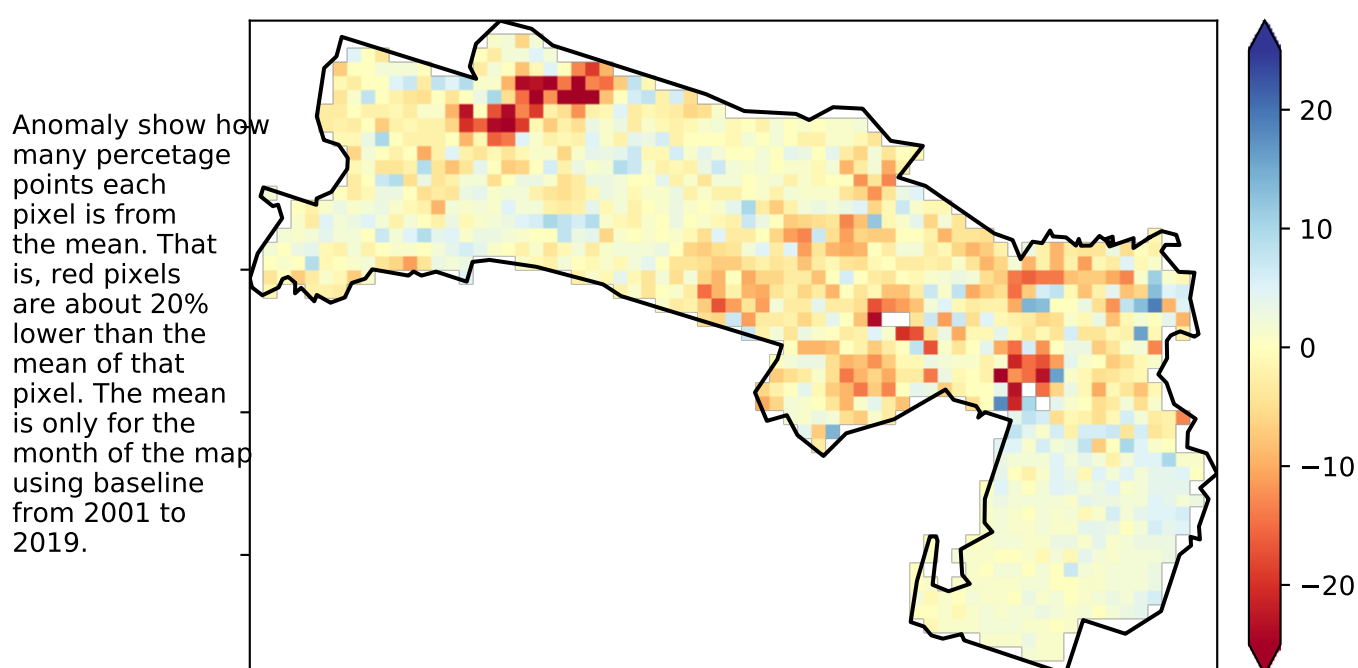 Anomaly show how
many percetage
points each
pixel is from
the mean. That
is, red pixels
are about 20%
lower than the
mean of that
pixel. The mean
is only for the
month of the map
using baseline
from 2001 to
2019.
20
10
0
−10
−20